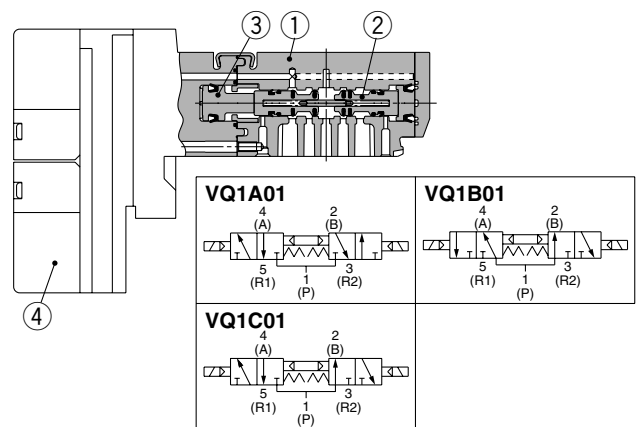 ③ ① ②
④
VQ1A01
4 2
(A) (B)
5 3
(R1) 1 (R2)
(P)
VQ1B01
4 2
(A) (B)
5 3
(R1) 1 (R2)
(P)
VQ1C01
4 2
(A) (B)
5 3
(R1) 1 (R2)
(P)